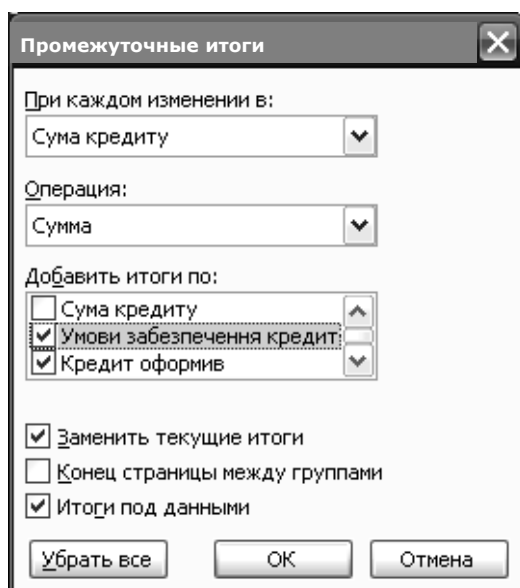 Промежуточные итоги
При каждом изменении в:
Сума кредиту
Операция:
Сумма
Добавить итоги по:
Сума кредиту
Умови забезпечення кредит
Кредит оформив
Заменить текущие итоги
Конец страницы между группами
Итоги под данными
Убрать все ОК Отмена